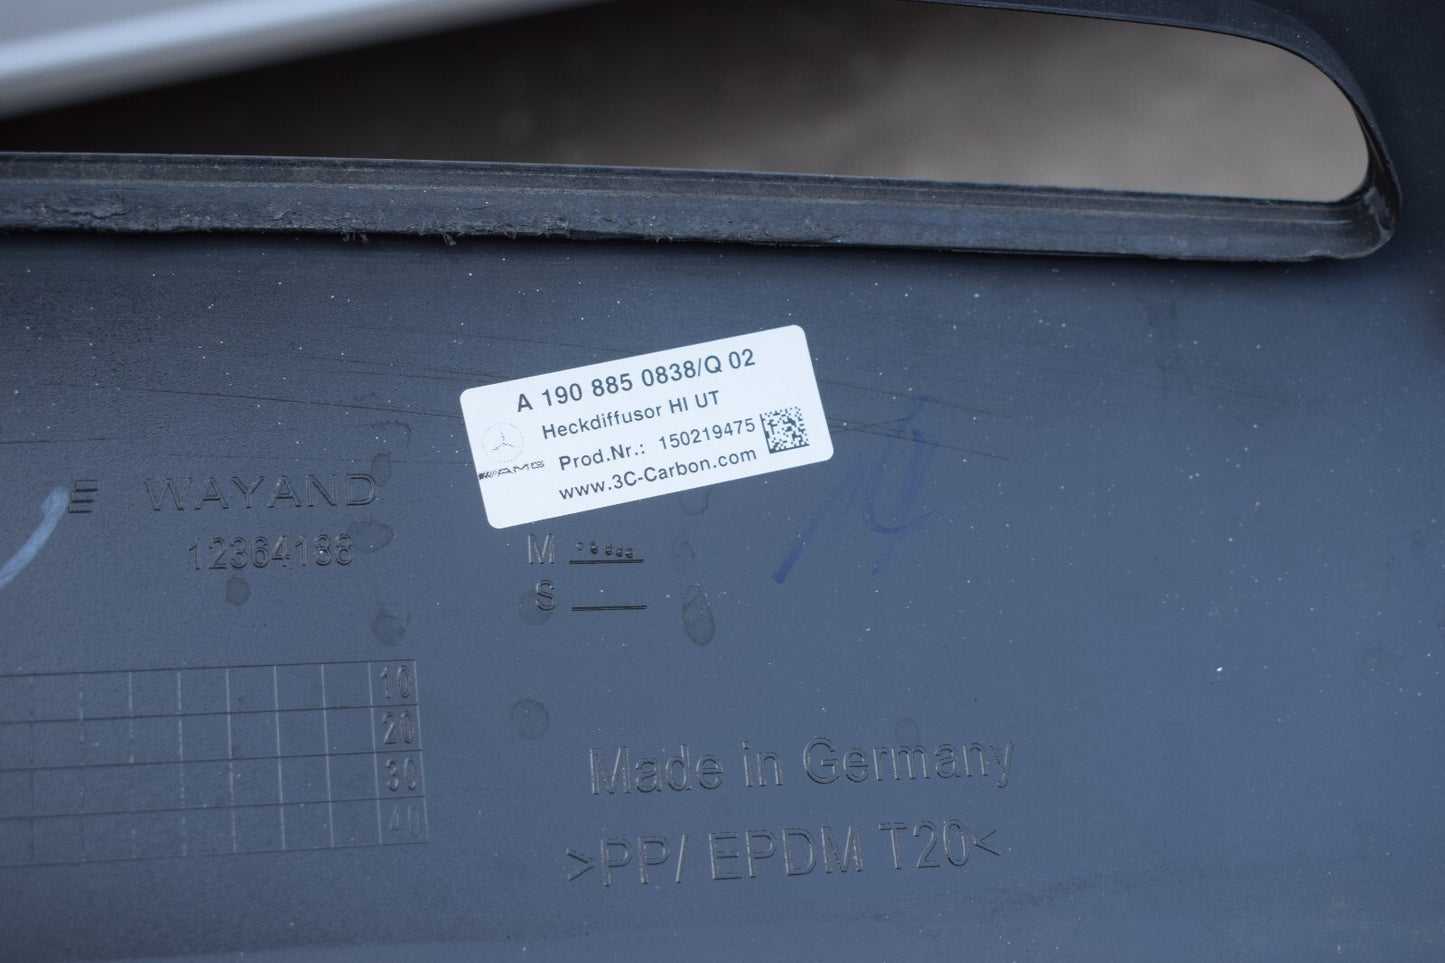 A 190 885 0838/Q 02
Heckdiffusor HI UT
Prod.Nr.: 150219475
www.3C-Carbon.com
AMG
WAYAND
12364188
M
S
10
20
30
40
Made in Germany
>PP/ EPDM T20<